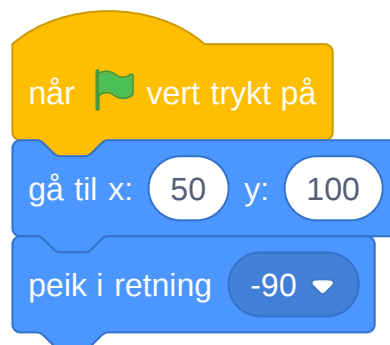 når vert trykt på
gå til x: 50 y: 100
peik i retning -90